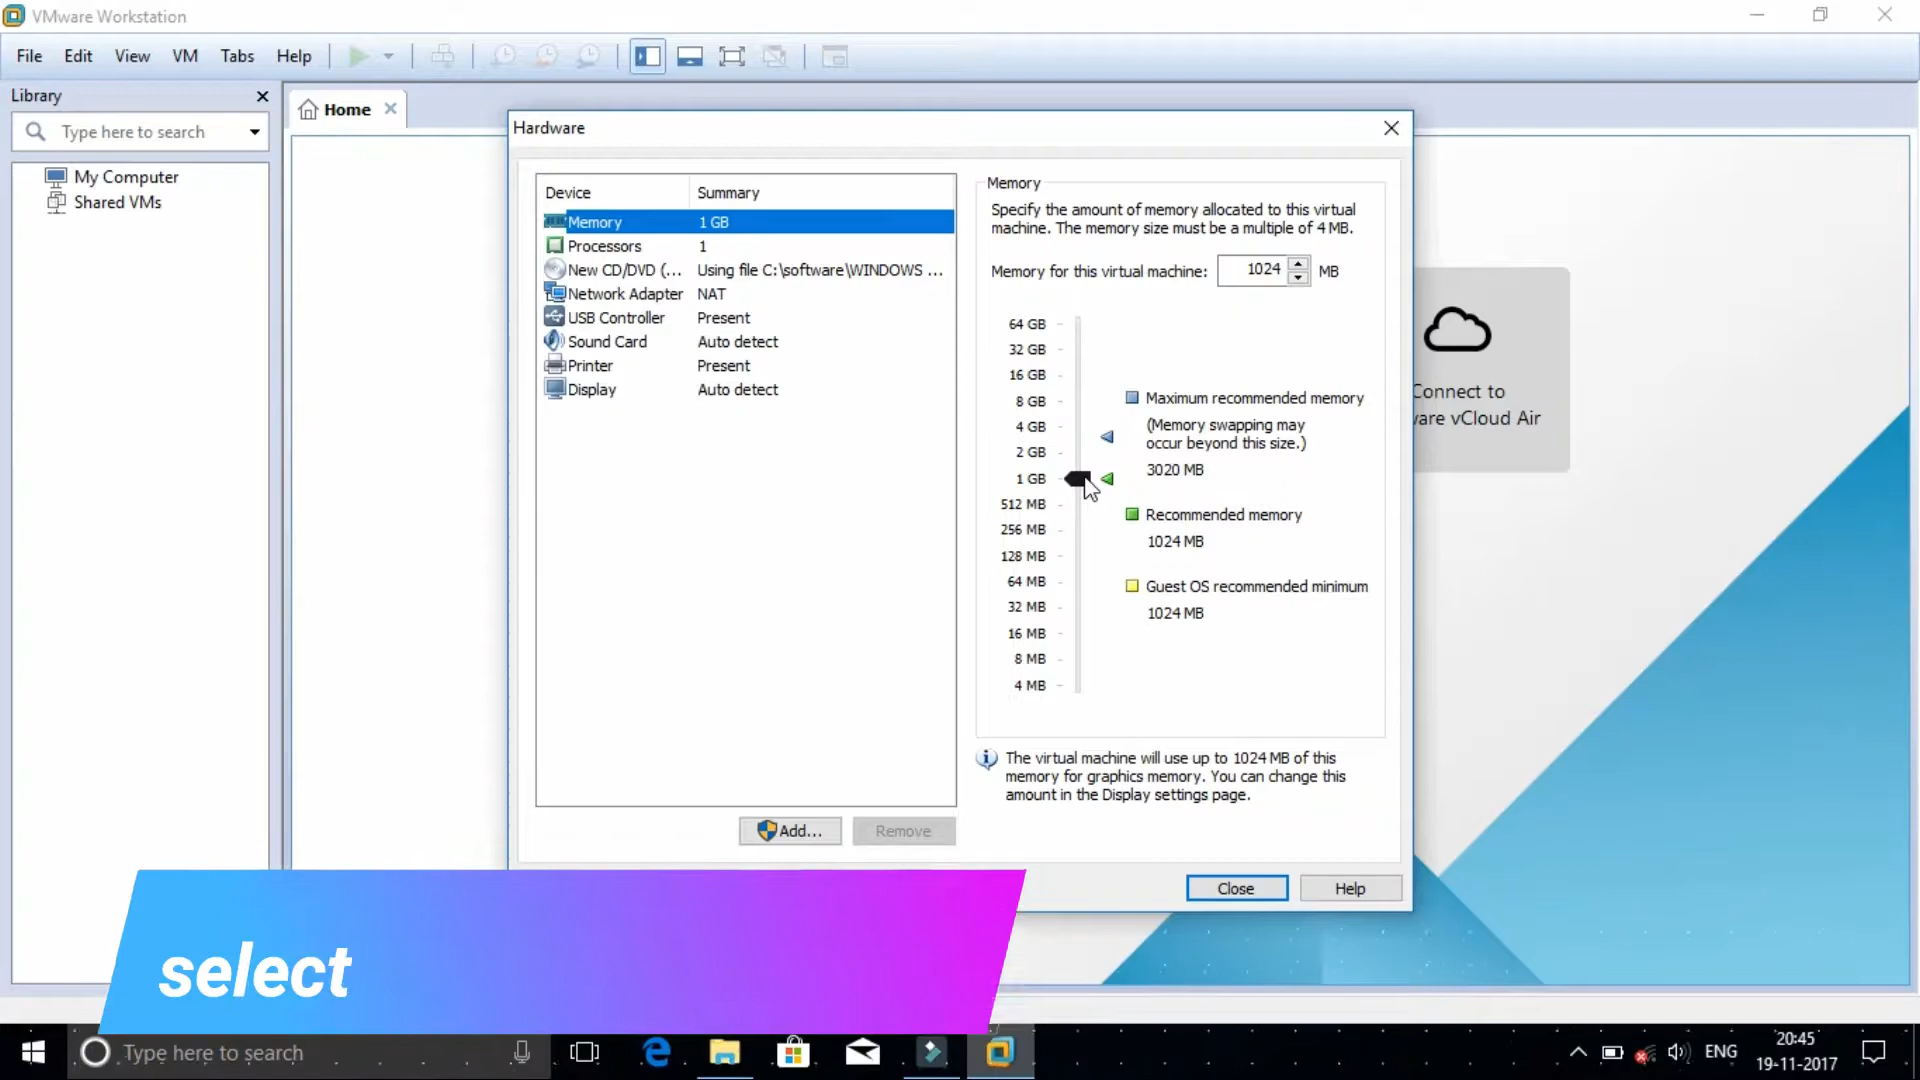 VMware Workstation
File Edit View VM Tabs Help
Library
Home
Type here to search
My Computer
Shared VMs
Hardware
Device Summary
Memory 1 GB
Processors 1
New CD/DVD (... Using file C:\software\WINDOWS ...
Network Adapter NAT
USB Controller Present
Sound Card Auto detect
Printer Present
Display Auto detect
Add...
Remove
Memory
Specify the amount of memory allocated to this virtual
machine. The memory size must be a multiple of 4 MB.
Memory for this virtual machine: 1024 MB
64 GB
32 GB
16 GB
8 GB
4 GB
2 GB
1 GB
512 MB
256 MB
128 MB
64 MB
32 MB
16 MB
8 MB
4 MB
Maximum recommended memory
(Memory swapping may
occur beyond this size.)
3020 MB
Recommended memory
1024 MB
Guest OS recommended minimum
1024 MB
The virtual machine will use up to 1024 MB of this
memory for graphics memory. You can change this
amount in the Display settings page.
Close
Help
Connect to
ware vCloud Air
select
Type here to search
ENG
20:45
19-11-2017